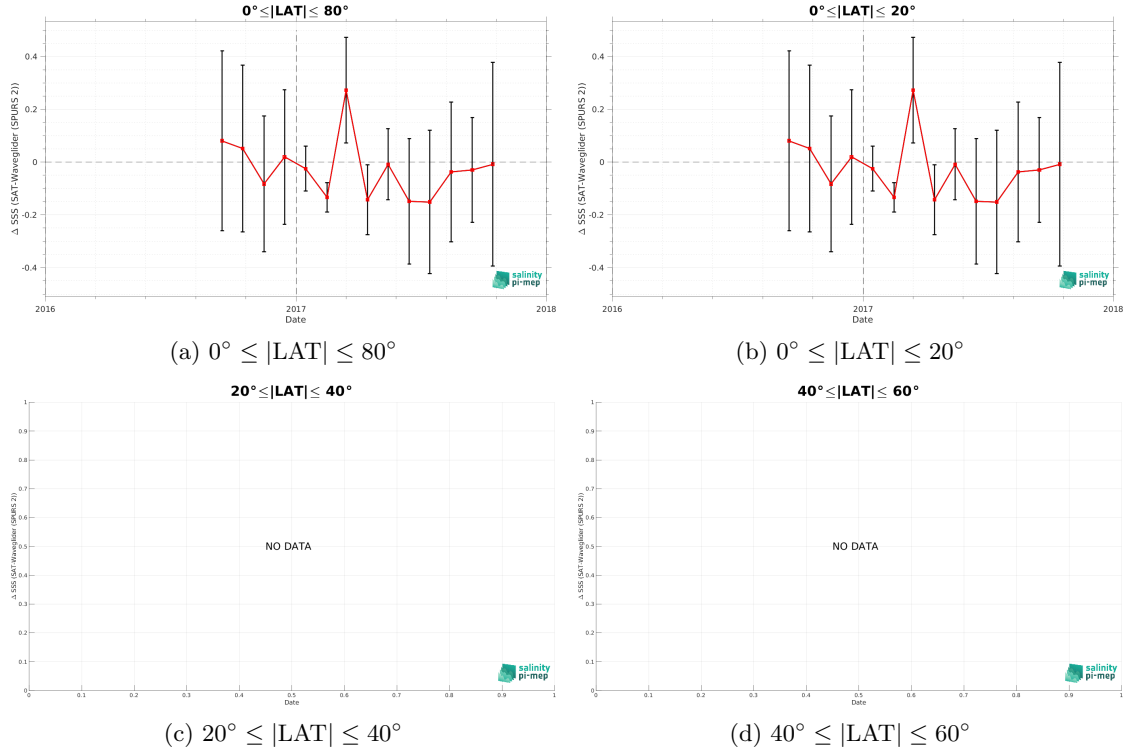 0°≤|LAT|≤ 80°
Δ SSS (SAT-Waveglider (SPURS 2))
0.4
0.2
0
-0.2
-0.4
2016
2017
2018
Date
salinity
pi-mep
(a) 0° ≤ |LAT| ≤ 80°
0°≤|LAT|≤ 20°
Δ SSS (SAT-Waveglider (SPURS 2))
0.4
0.2
0
-0.2
-0.4
2016
2017
2018
Date
salinity
pi-mep
(b) 0° ≤ |LAT| ≤ 20°
20°≤|LAT|≤ 40°
Δ SSS (SAT-Waveglider (SPURS 2))
1
0.9
0.8
0.7
0.6
0.5
0.4
0.3
0.2
0.1
0
NO DATA
0 0.1 0.2 0.3 0.4 0.5 0.6 0.7 0.8 0.9 1
Date
salinity
pi-mep
(c) 20° ≤ |LAT| ≤ 40°
40°≤|LAT|≤ 60°
Δ SSS (SAT-Waveglider (SPURS 2))
1
0.9
0.8
0.7
0.6
0.5
0.4
0.3
0.2
0.1
0
NO DATA
0 0.1 0.2 0.3 0.4 0.5 0.6 0.7 0.8 0.9 1
Date
salinity
pi-mep
(d) 40° ≤ |LAT| ≤ 60°